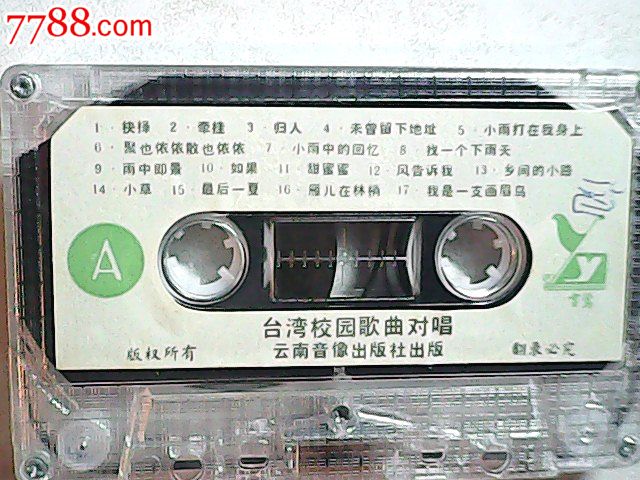 7788.com
1·抉择 2·牵挂 3·归人 4·未曾留下地址 5·小雨打在我身上
6·聚也依依散也依依 7·小雨中的回忆 8·找一个下雨天
9·雨中即景 10·如果 11·甜蜜蜜 12·风告诉我 13·乡间的小路
14·小草 15·最后一夏 16·雁儿在林梢 17·我是一支画眉鸟
A
y
台湾校园歌曲对唱
版权所有 云南音像出版社出版 翻录必究